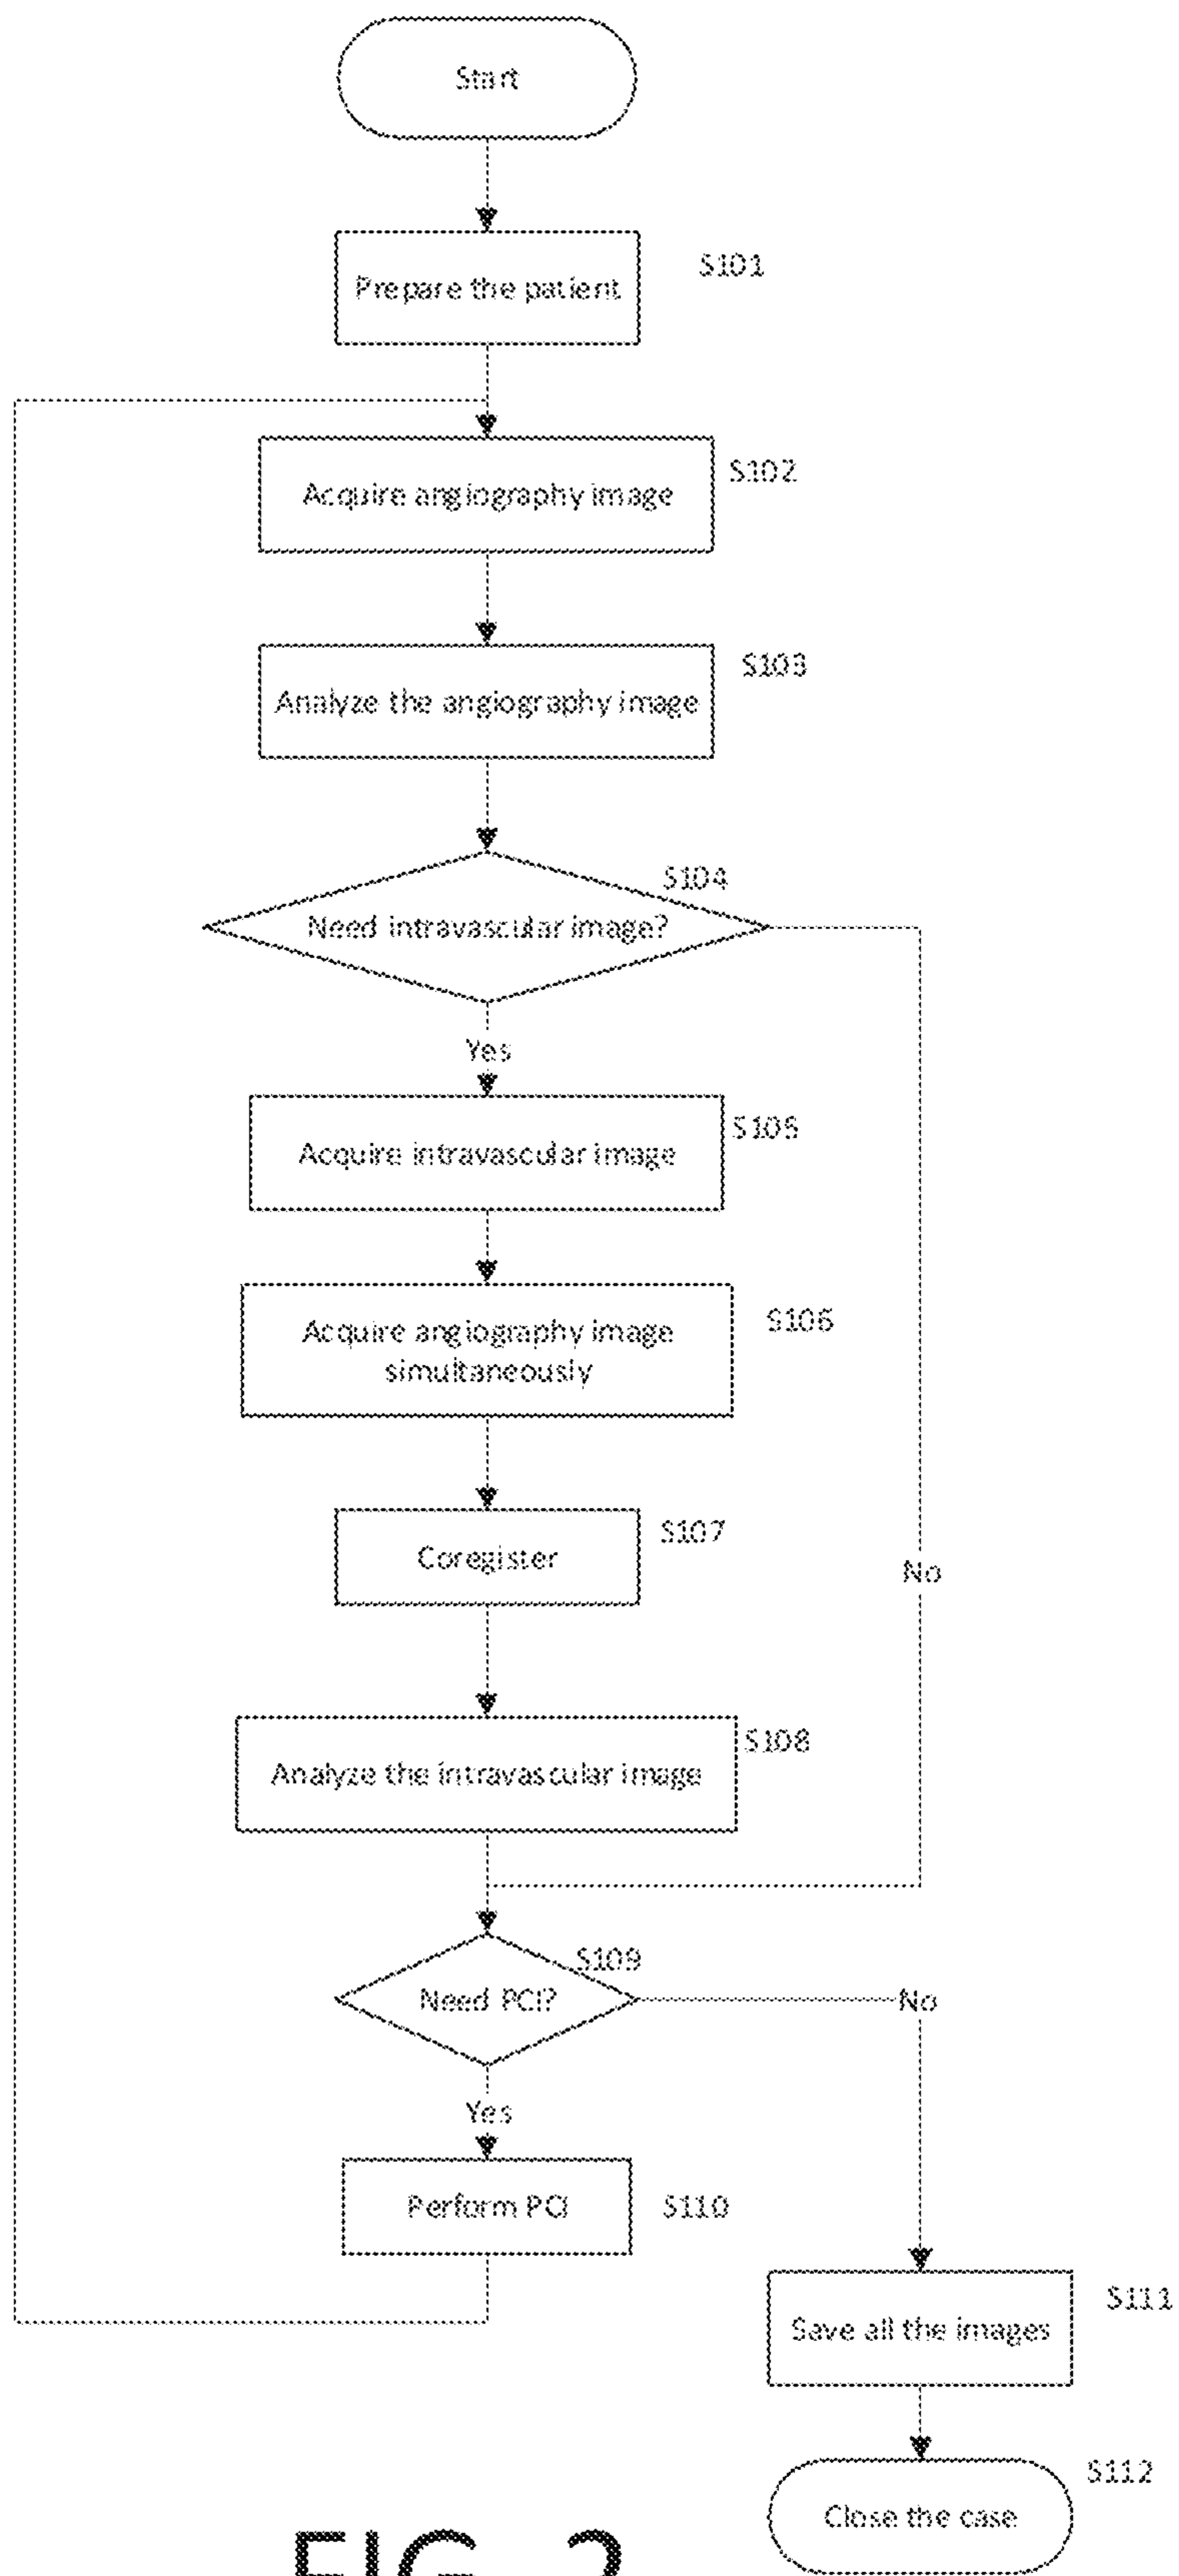 Start
Prepare the patient
S101
Acquire angiography image
S102
Analyze the angiography image
S103
S104
Need intravascular image?
Yes
Acquire intravascular image
S105
Acquire angiography image
simultaneously
S106
Coregister
S107
No
Analyze the intravascular image
S108
S109
Need PCI?
No
Yes
Perform PCI
S110
Save all the images
S111
Close the case
S112
FIG. 2